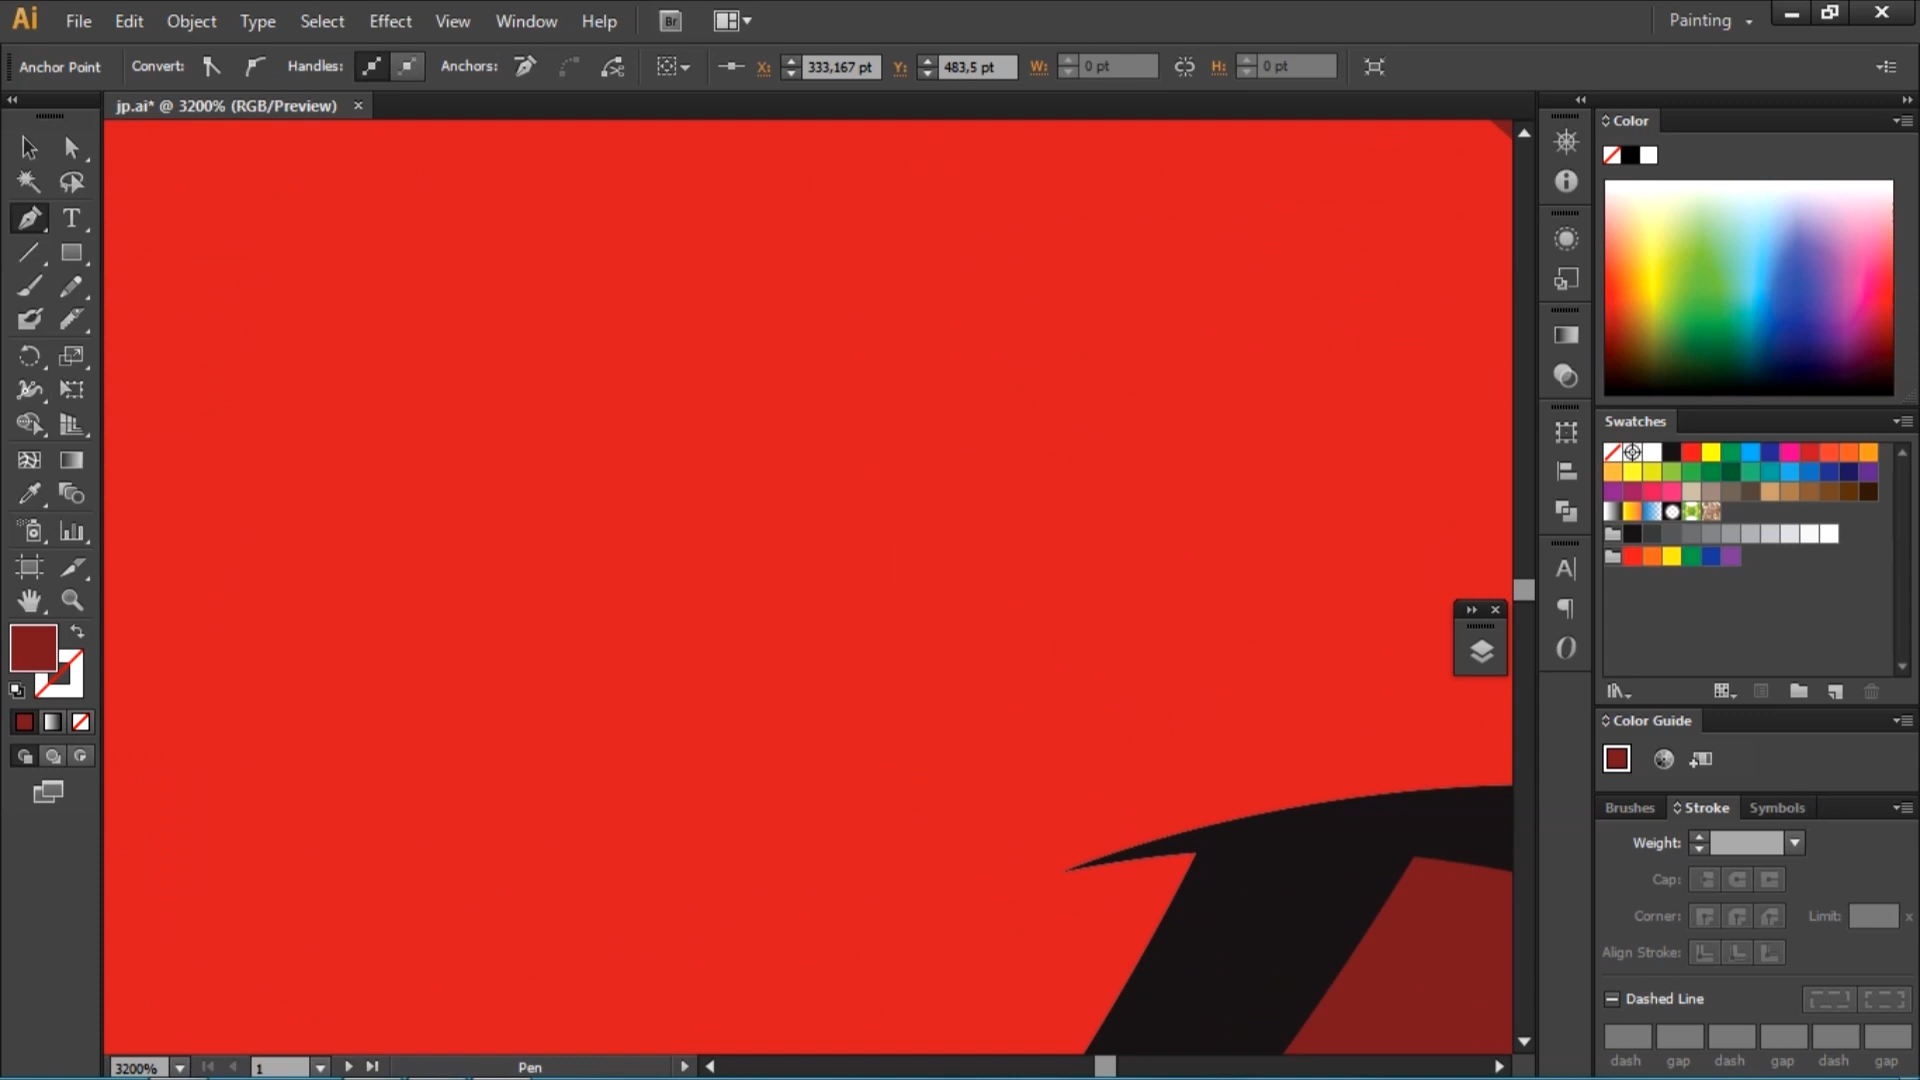 Ai File Edit Object Type Select Effect View Window Help Br Painting
Anchor Point Convert: Handles: Anchors: X: 333,167 pt Y: 483,5 pt W: 0 pt H: 0 pt
jp.ai* @ 3200% (RGB/Preview)
Color
Swatches
Color Guide
Brushes Stroke Symbols
Weight:
Cap:
Corner: Limit: x
Align Stroke:
Dashed Line
dash gap dash gap dash gap
3200% 1 Pen